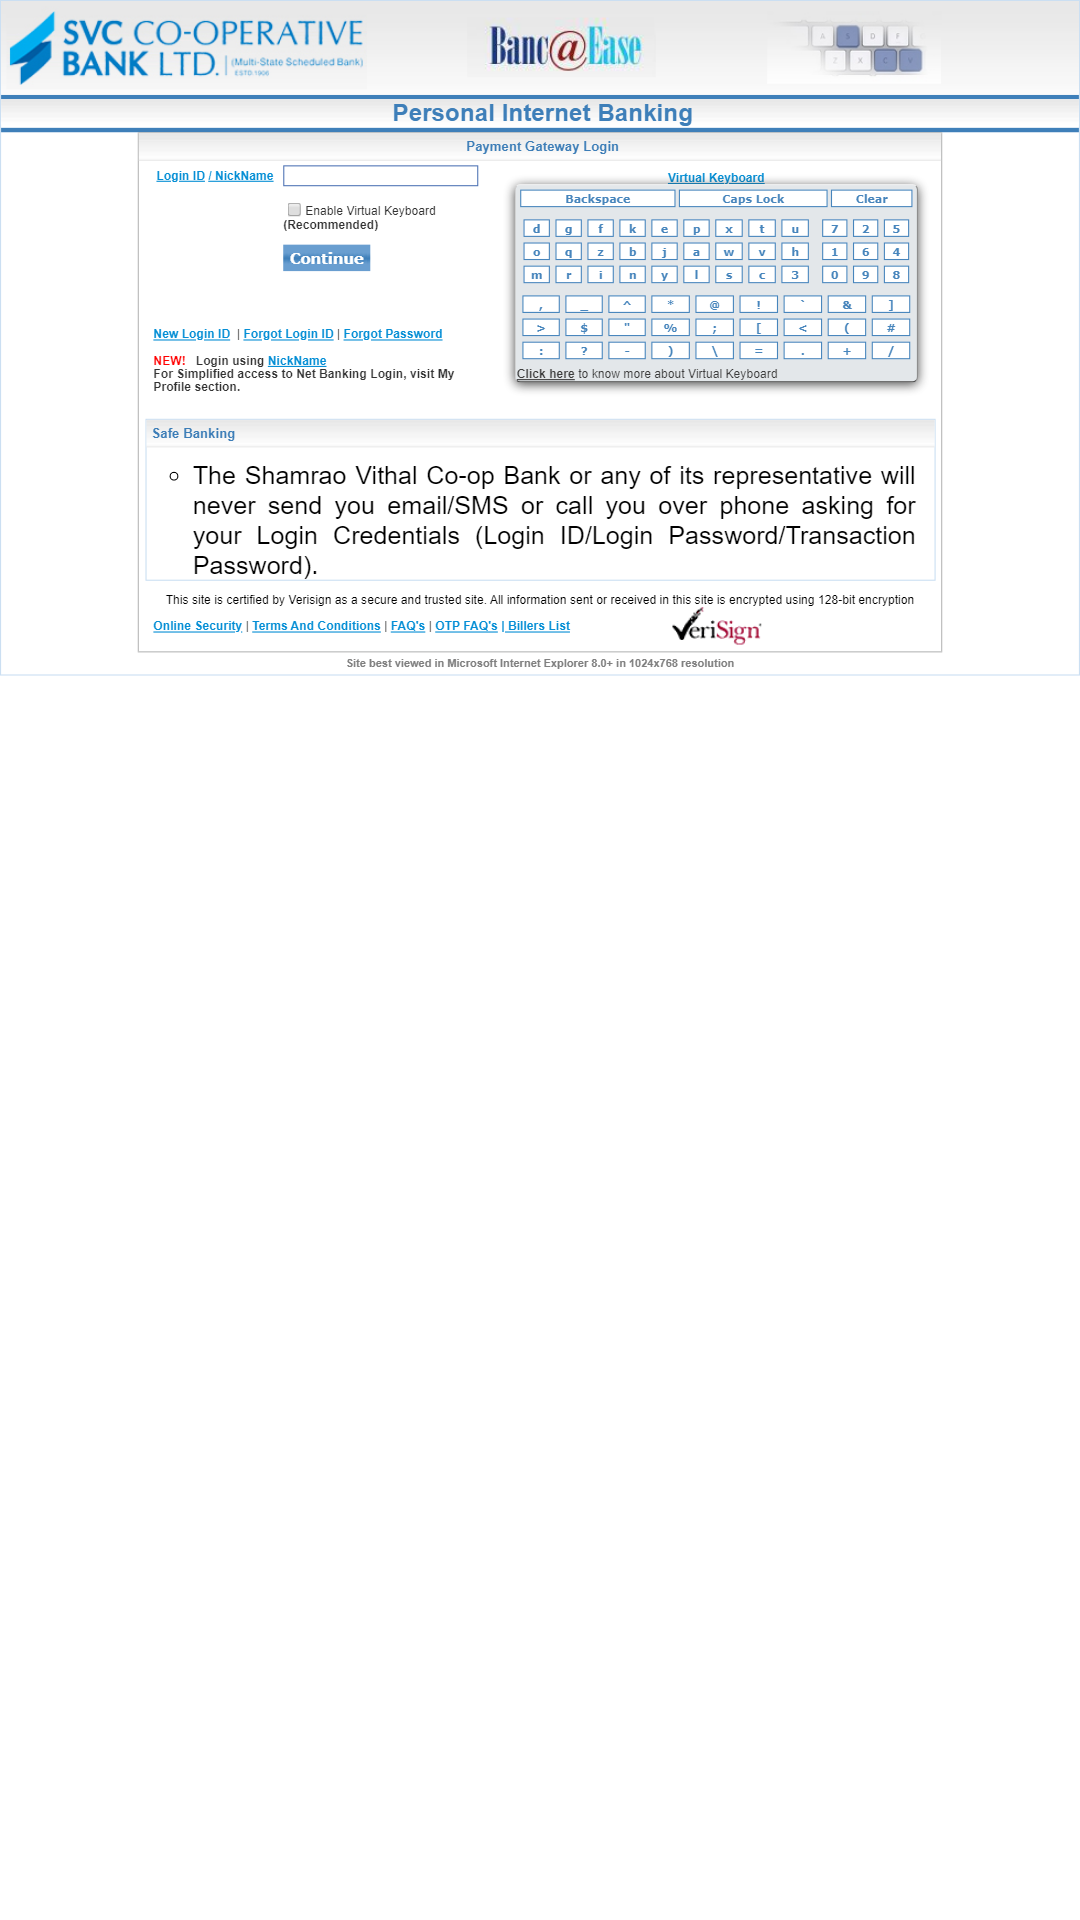 SVC CO-OPERATIVE
BANK LTD. (Multi-State Scheduled Bank)
ESTD 1906
Banc@Ease
A S D F
Z X C V
Personal Internet Banking
Payment Gateway Login
Login ID / NickName
Enable Virtual Keyboard
(Recommended)
Continue
New Login ID | Forgot Login ID | Forgot Password
NEW! Login using NickName
For Simplified access to Net Banking Login, visit My
Profile section.
Virtual Keyboard
Backspace Caps Lock Clear
d g f k e p x t u 7 2 5
o q z b j a w v h 1 6 4
m r i n y l s c 3 0 9 8
, _ ^ * @ ! ` & ]
> $ " % ; [ < ( #
: ? - ) \ = . + /
Click here to know more about Virtual Keyboard
Safe Banking
The Shamrao Vithal Co-op Bank or any of its representative will
never send you email/SMS or call you over phone asking for
your Login Credentials (Login ID/Login Password/Transaction
Password).
This site is certified by Verisign as a secure and trusted site. All information sent or received in this site is encrypted using 128-bit encryption
Online Security | Terms And Conditions | FAQ's | OTP FAQ's | Billers List
VeriSign
Site best viewed in Microsoft Internet Explorer 8.0+ in 1024x768 resolution